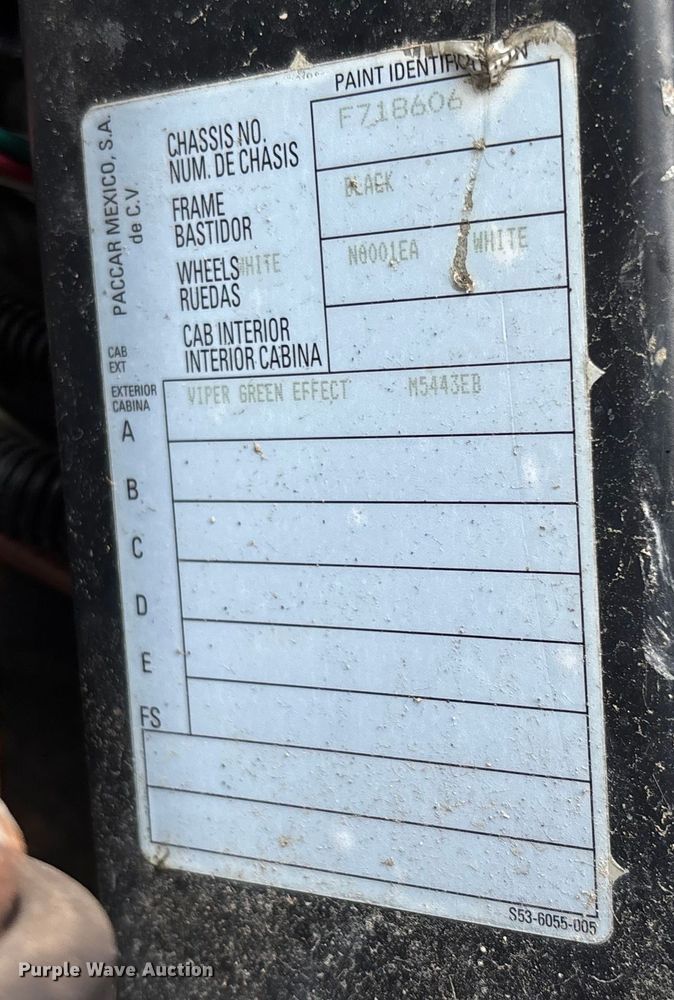 PACCAR MEXICO, S.A.
de C.V.
PAINT IDENTIFICATION
CHASSIS NO.
NUM. DE CHASIS
F718606
FRAME
BASTIDOR
BLACK
WHEELS WHITE N0001EA WHITE
RUEDAS
CAB INTERIOR
INTERIOR CABINA
CAB
EXT
EXTERIOR
CABINA
VIPER GREEN EFFECT M5443EB
A
B
C
D
E
FS
S53-6055-005
Purple Wave Auction